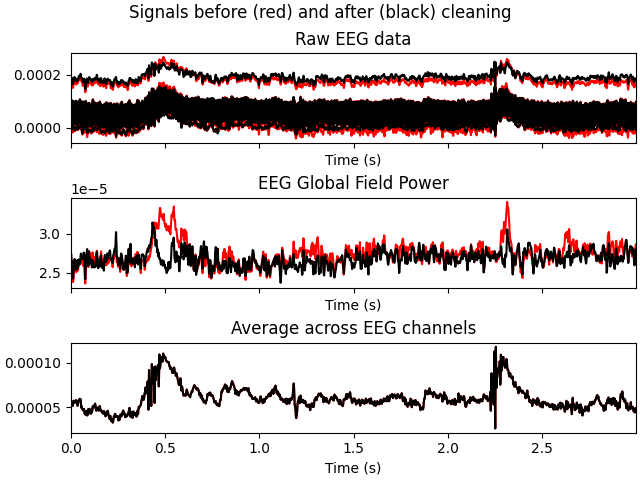 Signals before (red) and after (black) cleaning
Raw EEG data
0.0002
0.0000
Time (s)
1e−5
EEG Global Field Power
3.0
2.5
Time (s)
Average across EEG channels
0.00010
0.00005
0.0 0.5 1.0 1.5 2.0 2.5
Time (s)